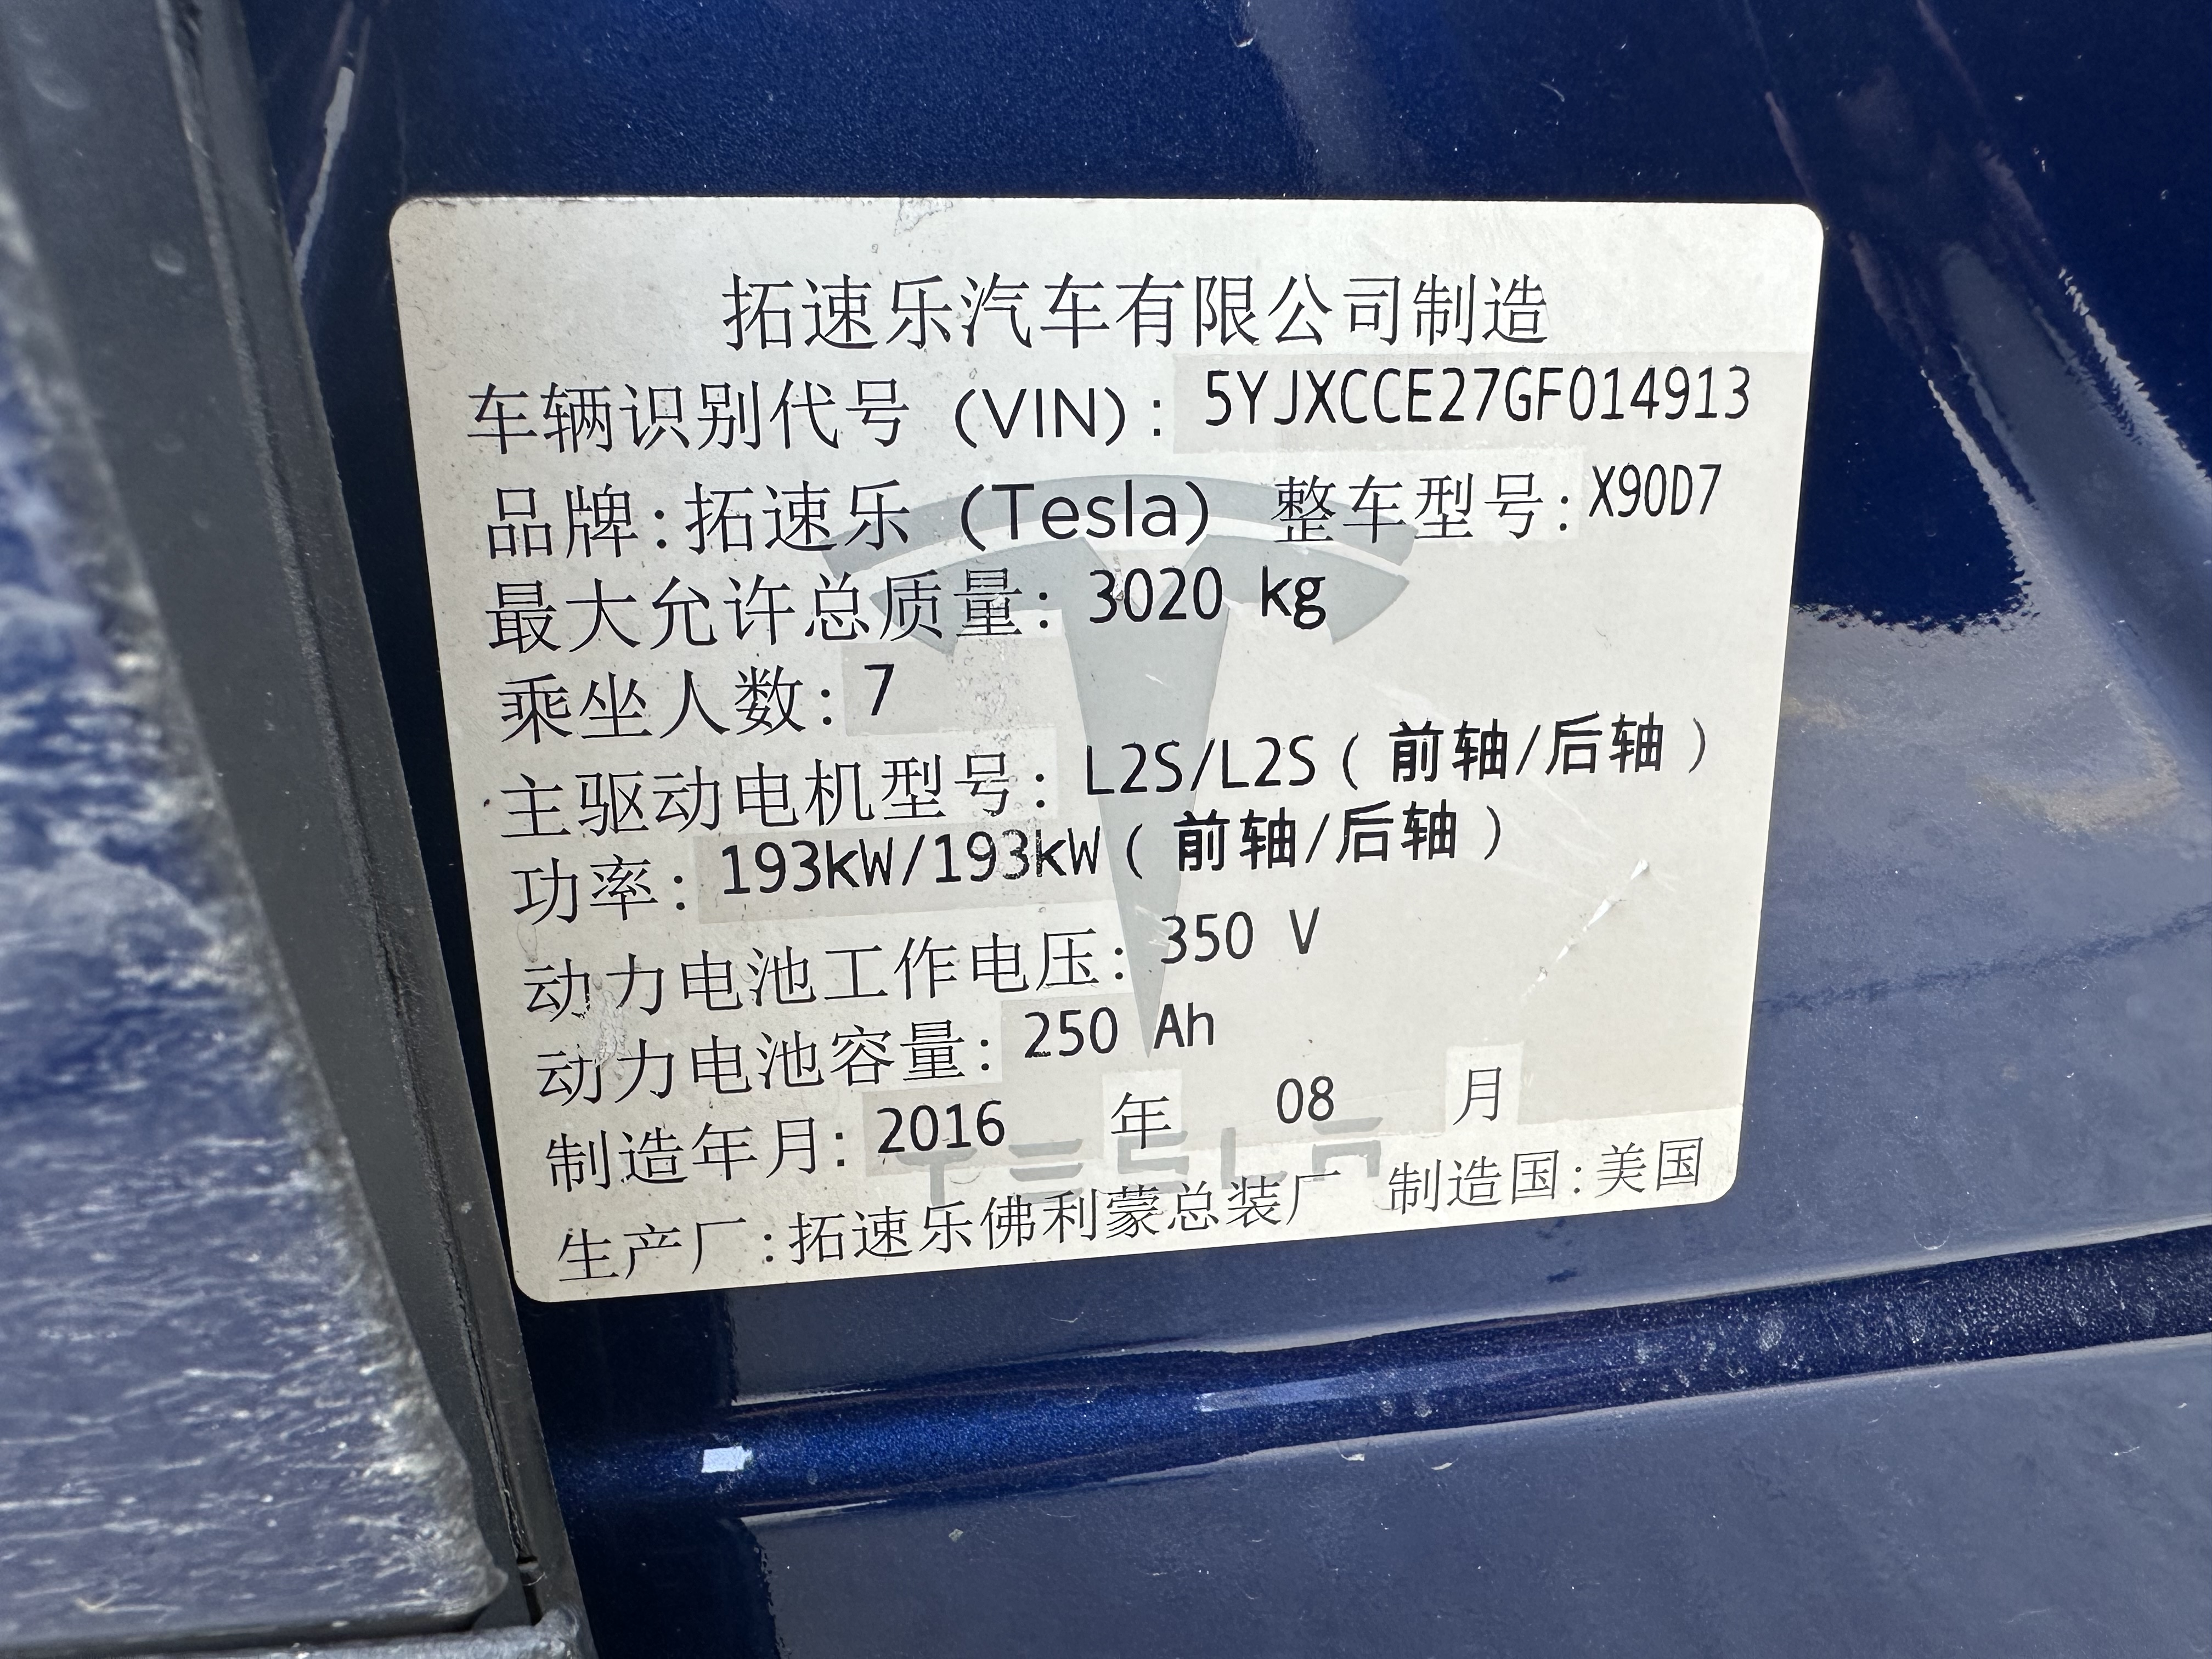 拓速乐汽车有限公司制造
车辆识别代号 (VIN): 5YJXCCE27GF014913
品牌:拓速乐 (Tesla) 整车型号:X90D7
最大允许总质量: 3020 kg
乘坐人数: 7
主驱动电机型号: L2S/L2S(前轴/后轴)
功率: 193kW/193kW(前轴/后轴)
动力电池工作电压: 350 V
动力电池容量: 250 Ah
制造年月: 2016 年 08 月
TESLA
生产厂:拓速乐佛利蒙总装厂 制造国:美国